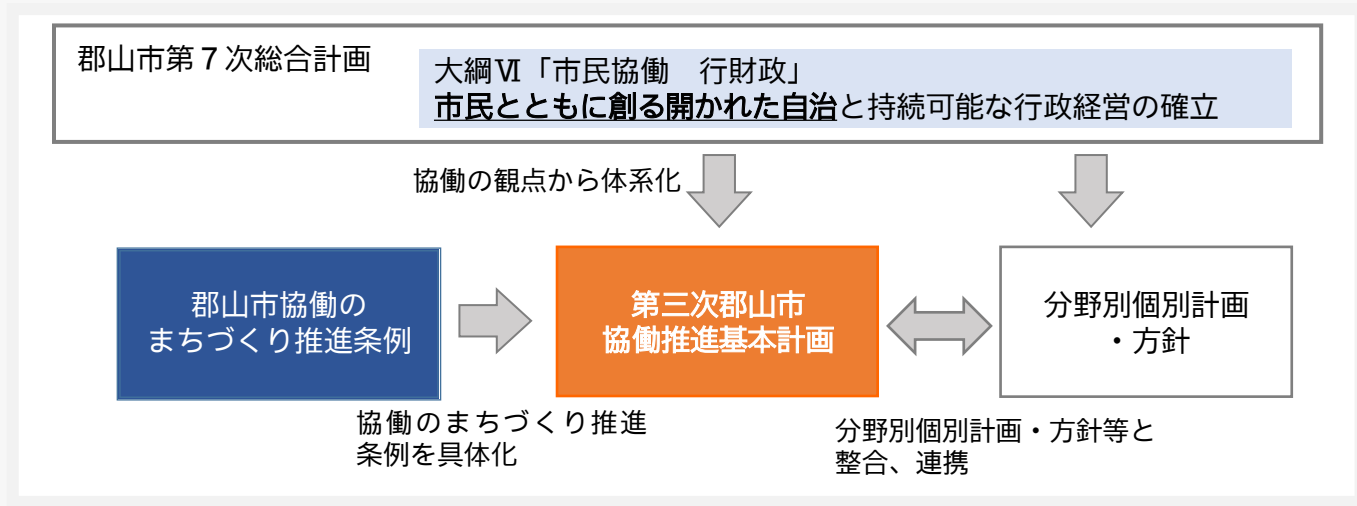 郡山市第7次総合計画
大綱Ⅵ「市民協働　行財政」
市民とともに創る開かれた自治と持続可能な行政経営の確立
協働の観点から体系化
郡山市協働の
まちづくり推進条例
第三次郡山市
協働推進基本計画
分野別個別計画
・方針
協働のまちづくり推進
条例を具体化
分野別個別計画・方針等と
整合、連携